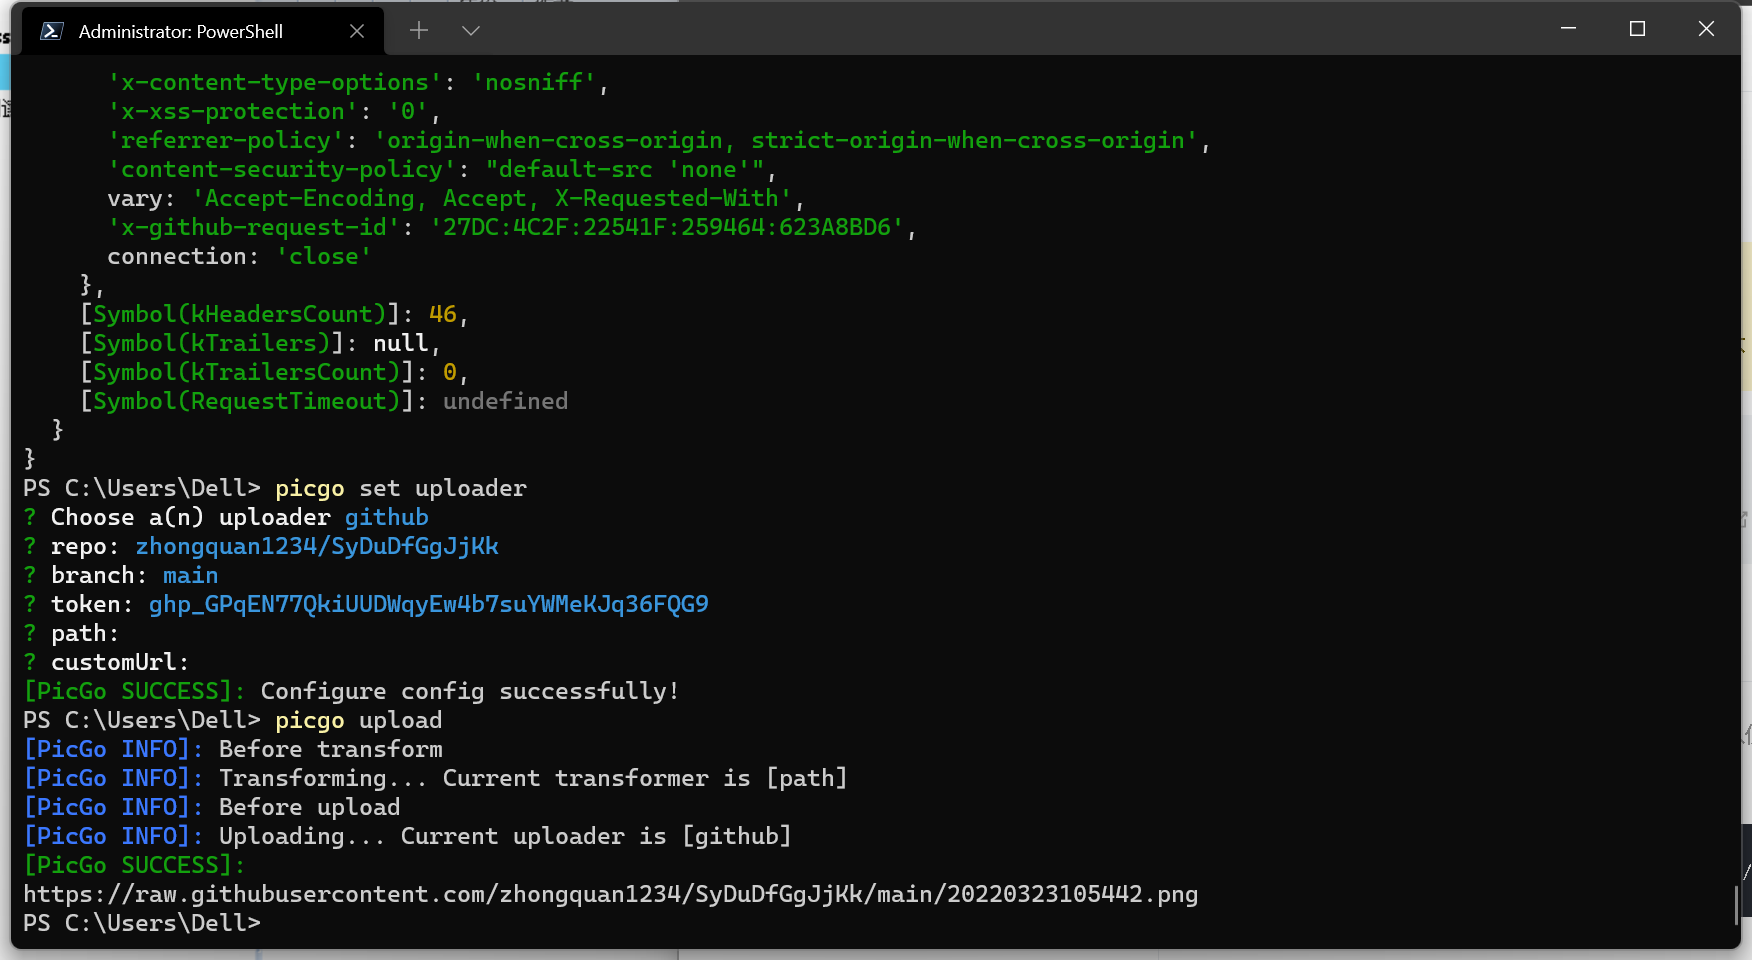 Administrator: PowerShell
'x-content-type-options': 'nosniff',
'x-xss-protection': '0',
'referrer-policy': 'origin-when-cross-origin, strict-origin-when-cross-origin',
'content-security-policy': "default-src 'none'",
vary: 'Accept-Encoding, Accept, X-Requested-With',
'x-github-request-id': '27DC:4C2F:22541F:259464:623A8BD6',
connection: 'close'
},
[Symbol(kHeadersCount)]: 46,
[Symbol(kTrailers)]: null,
[Symbol(kTrailersCount)]: 0,
[Symbol(RequestTimeout)]: undefined
}
}
PS C:\Users\Dell> picgo set uploader
? Choose a(n) uploader github
? repo: zhongquan1234/SyDuDfGgJjKk
? branch: main
? token: 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
? path:
? customUrl:
[PicGo SUCCESS]: Configure config successfully!
PS C:\Users\Dell> picgo upload
[PicGo INFO]: Before transform
[PicGo INFO]: Transforming... Current transformer is [path]
[PicGo INFO]: Before upload
[PicGo INFO]: Uploading... Current uploader is [github]
[PicGo SUCCESS]:
https://raw.githubusercontent.com/zhongquan1234/SyDuDfGgJjKk/main/20220323105442.png
PS C:\Users\Dell>